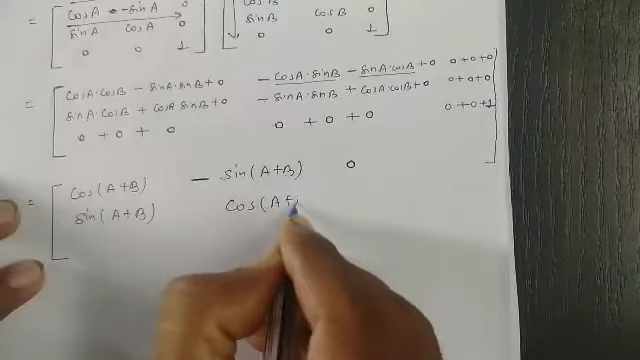 = cosA -sinA 0 cosB 0
sinA cosA 0 sinB
0 0 1 0 0 1
= cosA·cosB - sinA·sinB+0 - cosA·sinB - sinA·cosB+0 0+0+0
sinA·cosB + cosA sinB+0 - sinA·sinB + cosA·cosB+0 0+0+0
0 + 0 + 0 0 + 0 + 0 0+0+1
= cos(A+B) - sin(A+B) 0
sin(A+B) cos(A+